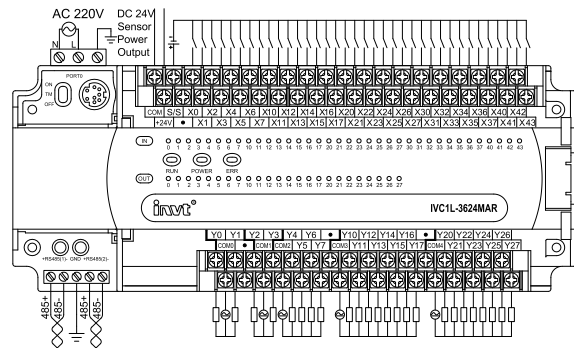 AC 220V
N L
DC 24V
Sensor
Power
Output
PORT0
ON
TM
OFF
COM S/S X0 X2 X4 X6 X10 X12 X14 X16 X20 X22 X24 X26 X30 X32 X34 X36 X40 X42
+24V • X1 X3 X5 X7 X11 X13 X15 X17 X21 X23 X25 X27 X31 X33 X35 X37 X41 X43
IN
0 1 2 3 4 5 6 7 10 11 12 13 14 15 16 17 20 21 22 23 24 25 26 27 30 31 32 33 34 35 36 37 40 41 42 43
RUN POWER ERR
OUT
0 1 2 3 4 5 6 7 10 11 12 13 14 15 16 17 20 21 22 23 24 25 26 27
invt
IVC1L-3624MAR
Y0 Y1 Y2 Y3 Y4 Y6 • Y10 Y12 Y14 Y16 • Y20 Y22 Y24 Y26
COM0 • COM1 COM2 Y5 Y7 COM3 Y11 Y13 Y15 Y17 COM4 Y21 Y23 Y25 Y27
+RS485(1)- GND +RS485(2)-
485+
485-
485+
485-